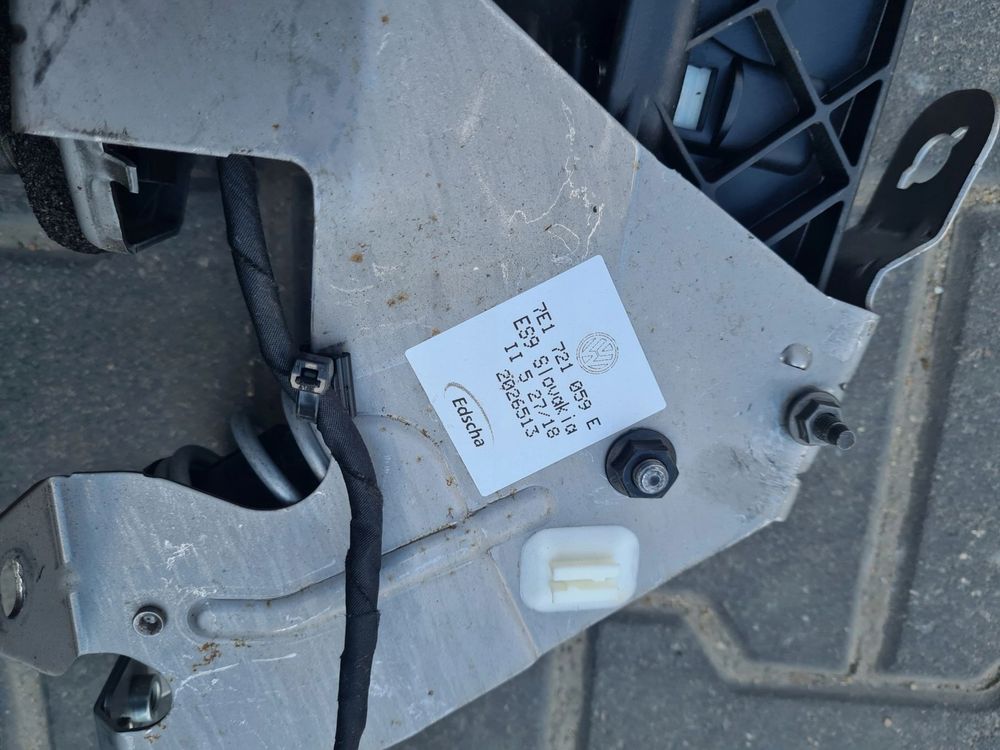 7E1 721 059 E
ES9 Slovakia
II 5 27/18
2026513
Edscha